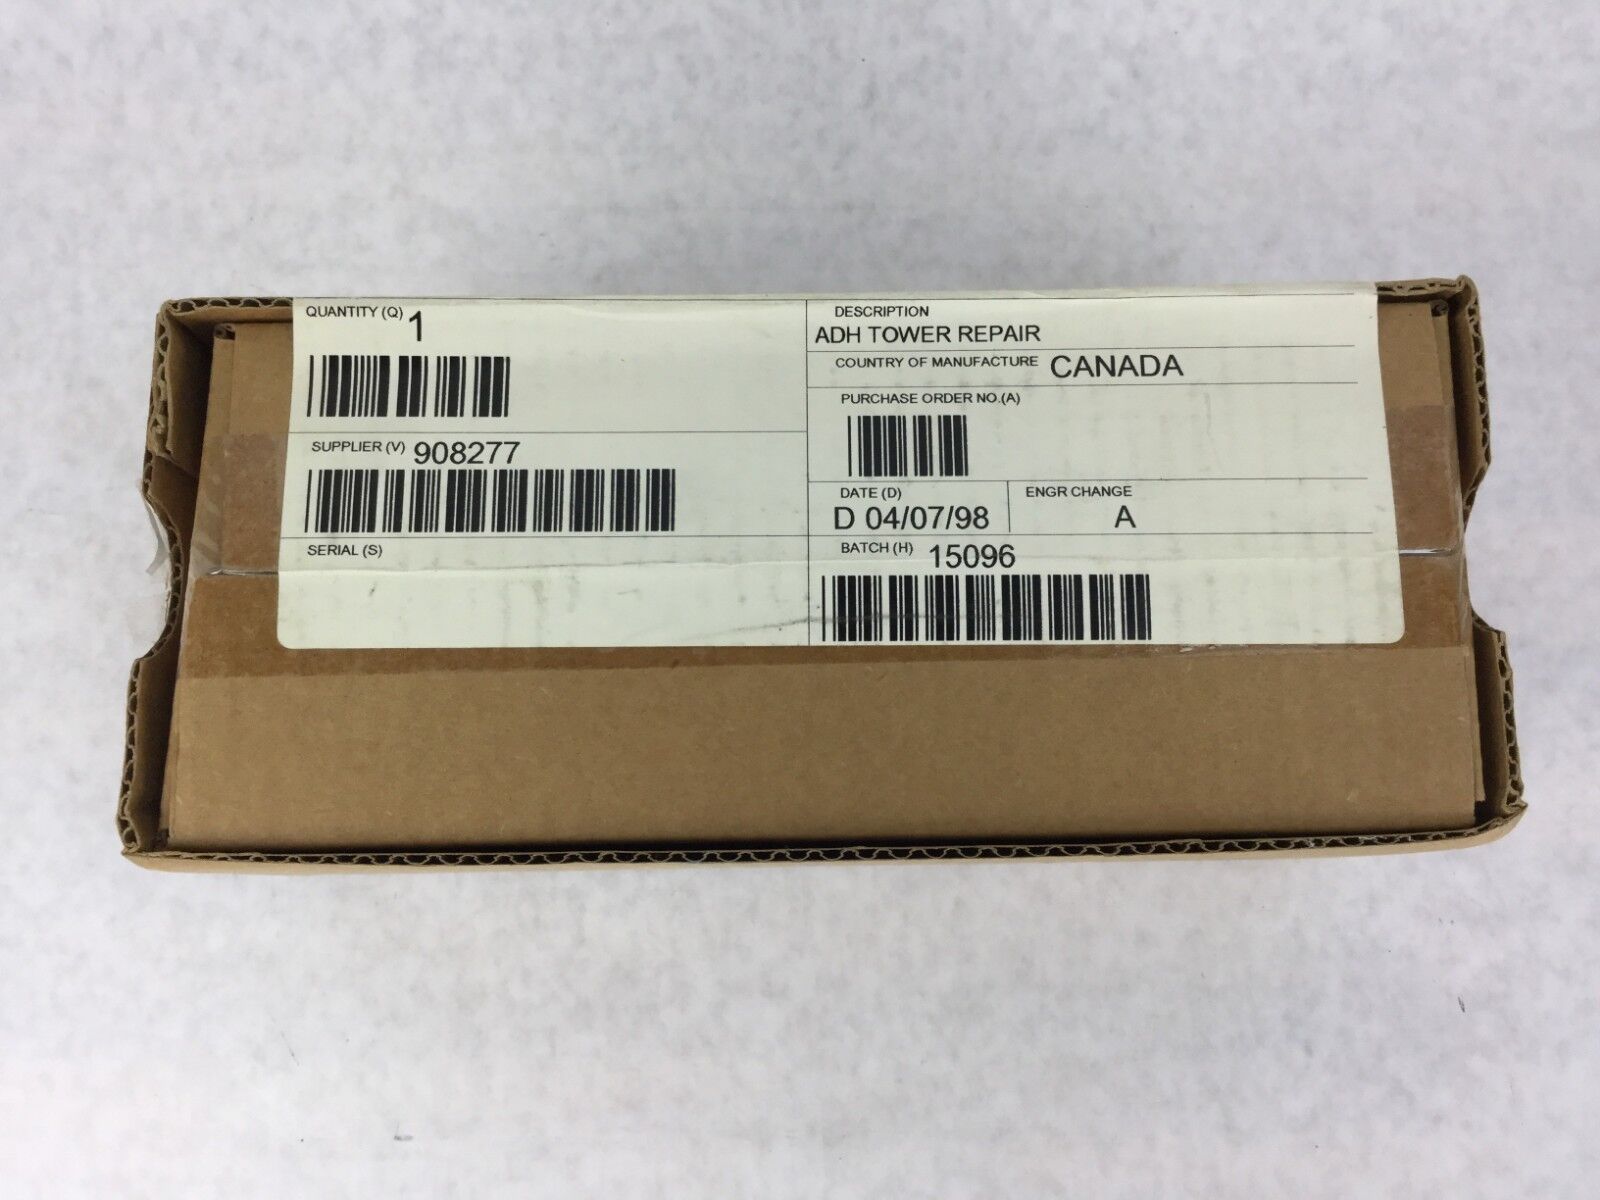 QUANTITY (Q) 1
SUPPLIER (V) 908277
SERIAL (S)
DESCRIPTION
ADH TOWER REPAIR
COUNTRY OF MANUFACTURE CANADA
PURCHASE ORDER NO.(A)
DATE (D)
D 04/07/98
ENGR CHANGE
A
BATCH (H) 15096